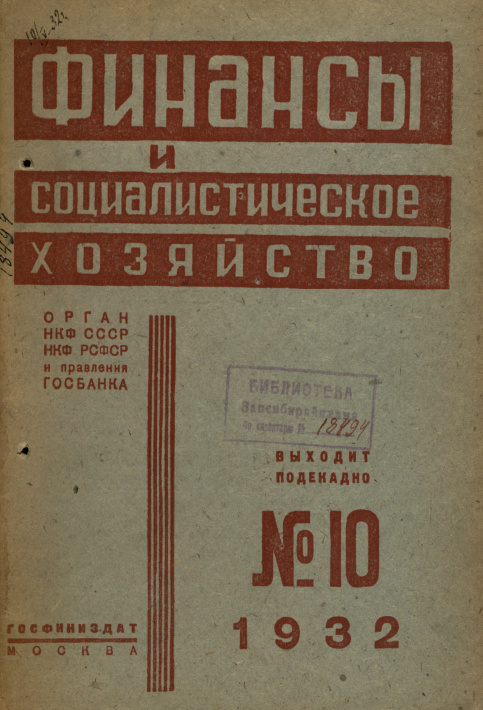 ФИНАНСЫ
И
СОЦИАЛИСТИЧЕСКОЕ
ХОЗЯЙСТВО
18494
ОРГАН
НКФ СССР
НКФ РСФСР
и правления
ГОСБАНКА
БИБЛИОТЕКА
18494
ВЫХОДИТ
ПОДЕКАДНО
№10
1932
ГОСФИНИЗДАТ
МОСКВА